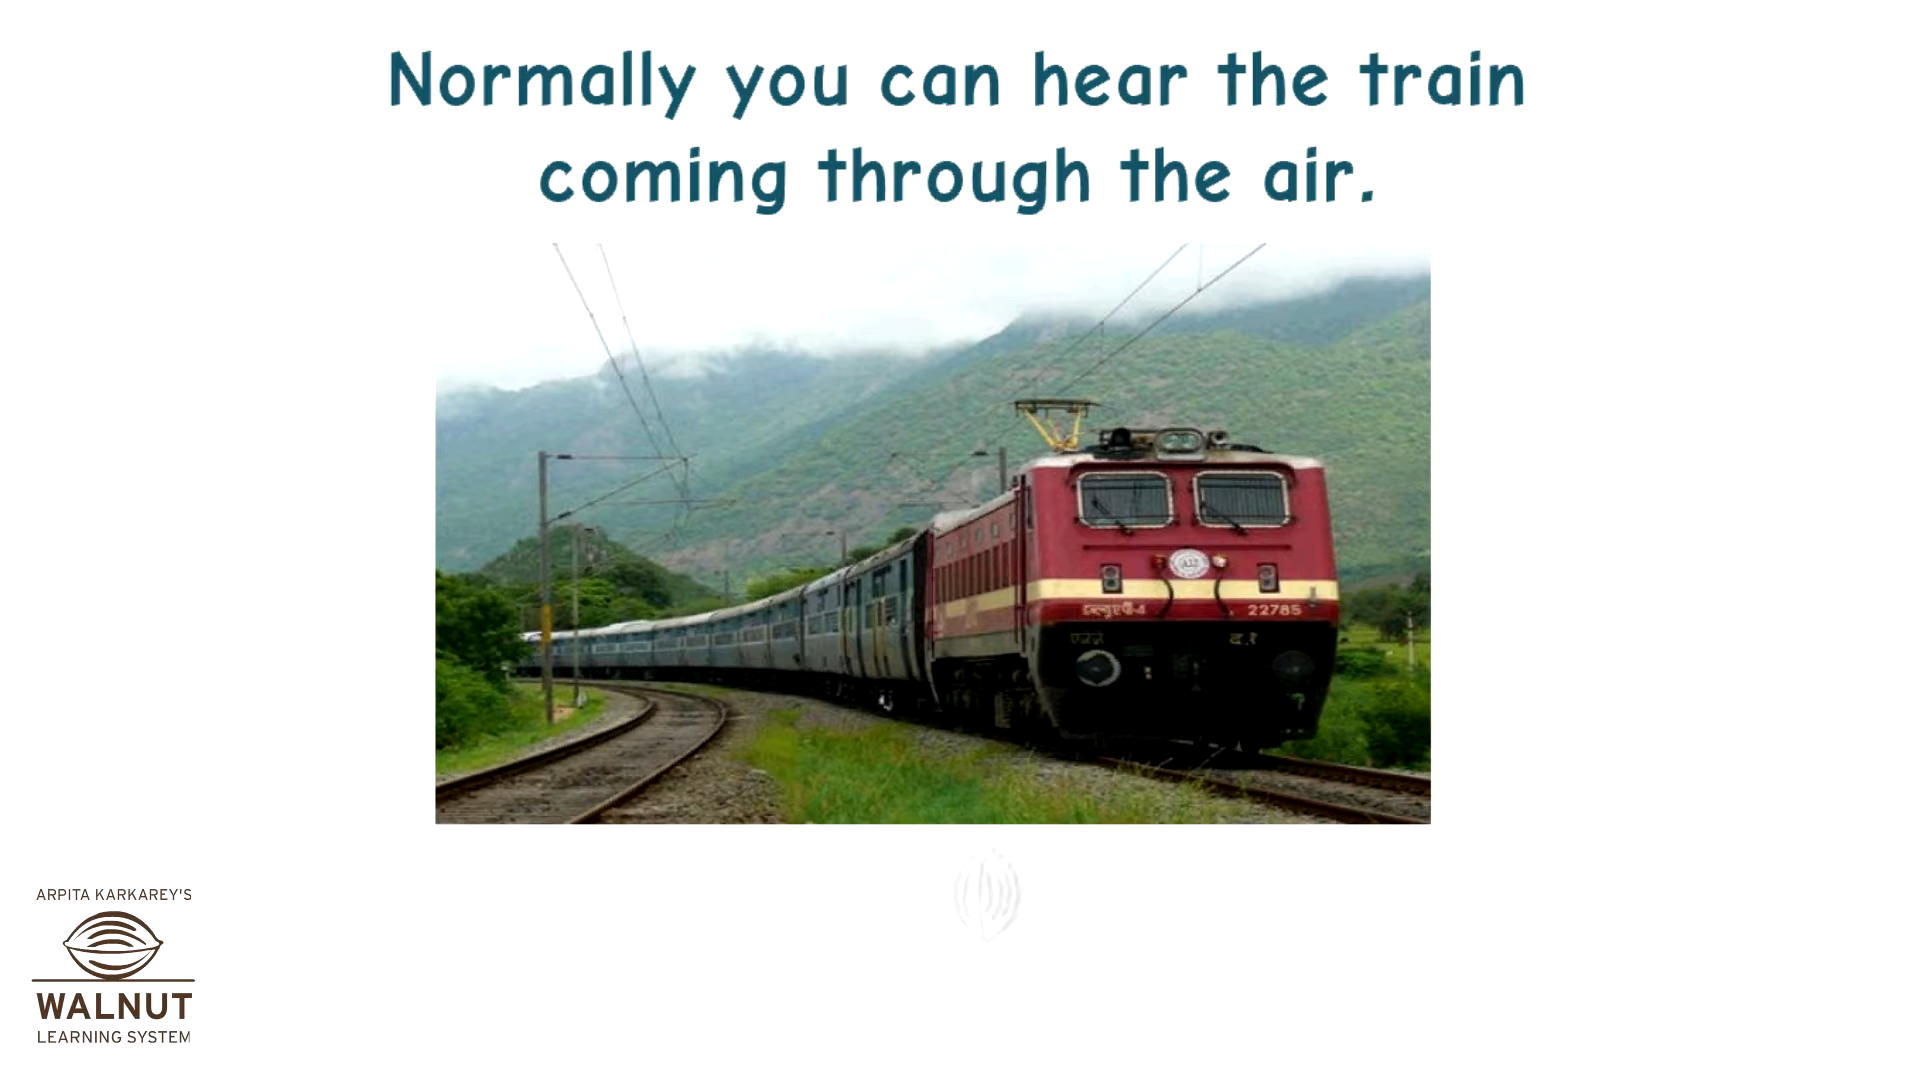 Normally you can hear the train
coming through the air.
22785
ARPITA KARKAREY'S
WALNUT
LEARNING SYSTEM